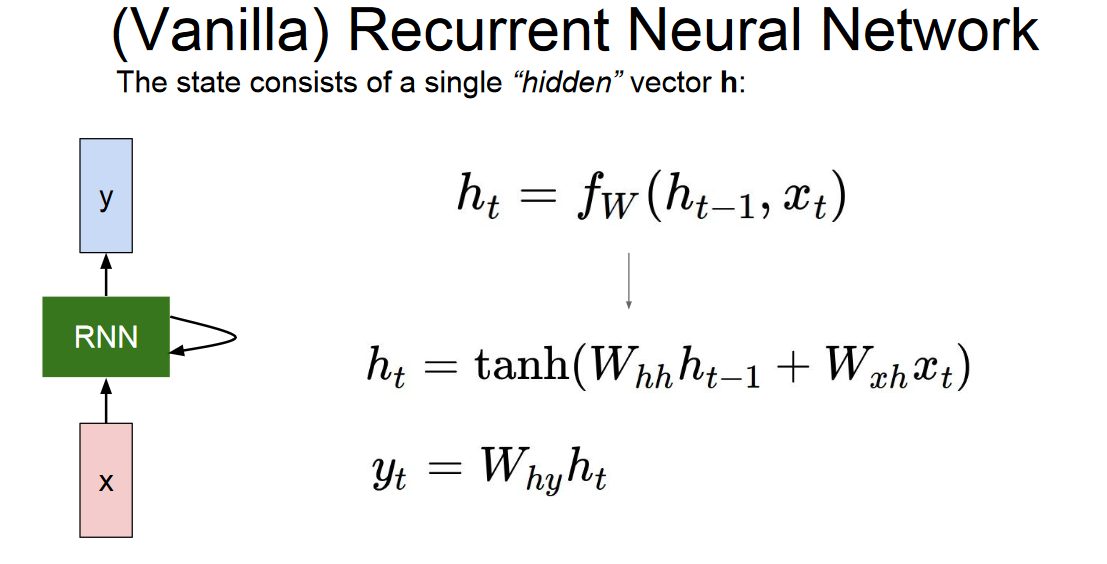 (Vanilla) Recurrent Neural Network
The state consists of a single “hidden” vector h:
y
RNN
x
h_t = f_W(h_{t−1}, x_t)
h_t = tanh(W_{hh}h_{t−1} + W_{xh}x_t)
y_t = W_{hy}h_t